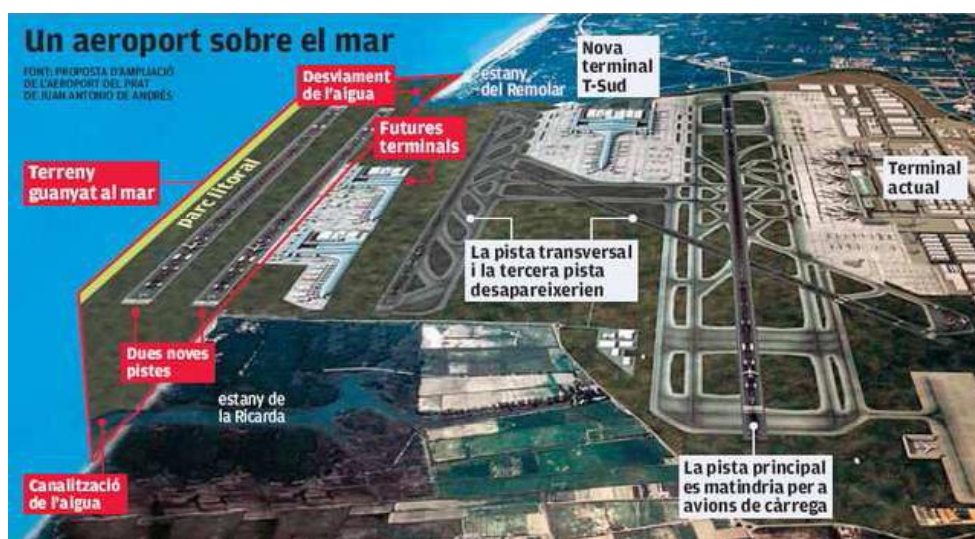 Un aeroport sobre el mar
FONT: PROPOSTA D'AMPLIACIÓ
DE L'AEROPORT DEL PRAT
DE JUAN ANTONIO DE ANDRÉS
Desviament
de l'aigua
estany
del Remolar
Nova
terminal
T-Sud
Futures
terminals
Terreny
guanyat al mar
parc litoral
Terminal
actual
La pista transversal
i la tercera pista
desapareixerien
Dues noves
pistes
estany de
la Ricarda
Canalització
de l'aigua
La pista principal
es matindria per a
avions de càrrega